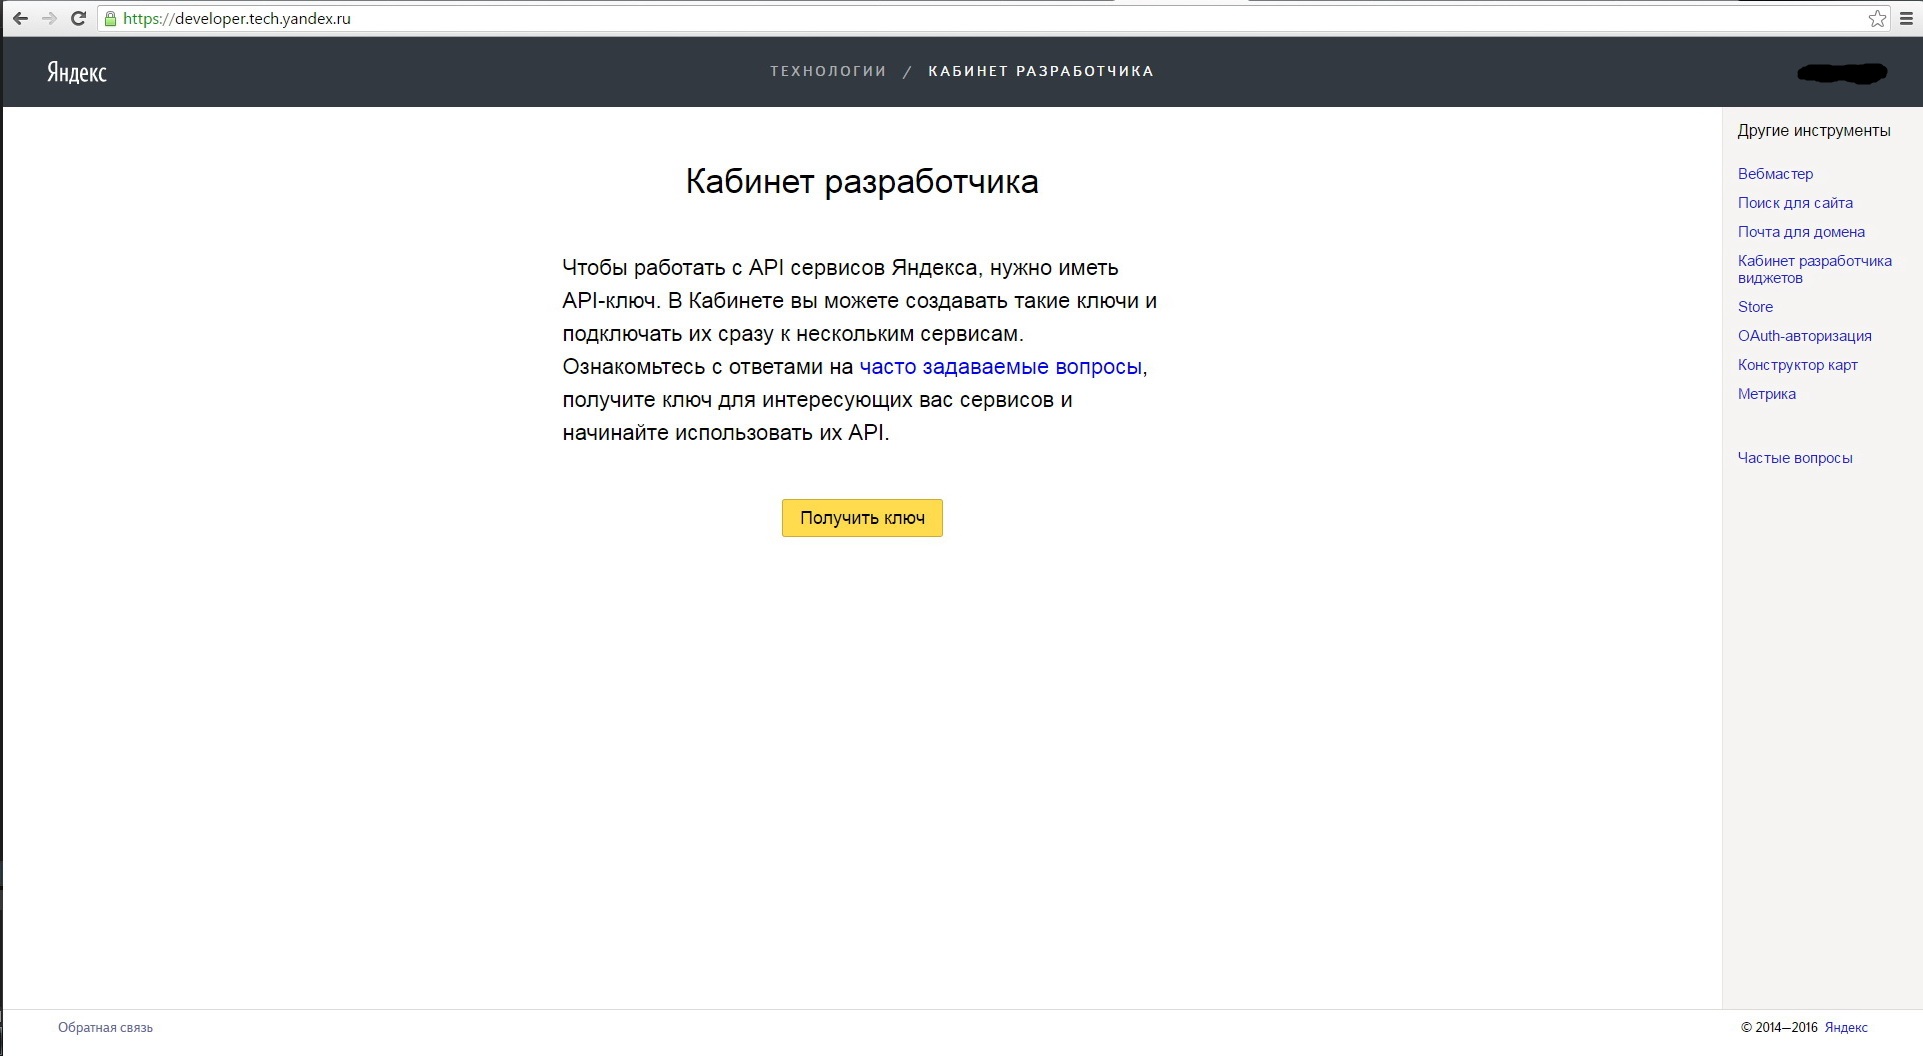 https://developer.tech.yandex.ru
Яндекс
ТЕХНОЛОГИИ / КАБИНЕТ РАЗРАБОТЧИКА
Кабинет разработчика
Чтобы работать с API сервисов Яндекса, нужно иметь
API-ключ. В Кабинете вы можете создавать такие ключи и
подключать их сразу к нескольким сервисам.
Ознакомьтесь с ответами на часто задаваемые вопросы,
получите ключ для интересующих вас сервисов и
начинайте использовать их API.
Получить ключ
Другие инструменты
Вебмастер
Поиск для сайта
Почта для домена
Кабинет разработчика
виджетов
Store
OAuth-авторизация
Конструктор карт
Метрика
Частые вопросы
Обратная связь
© 2014—2016 Яндекс